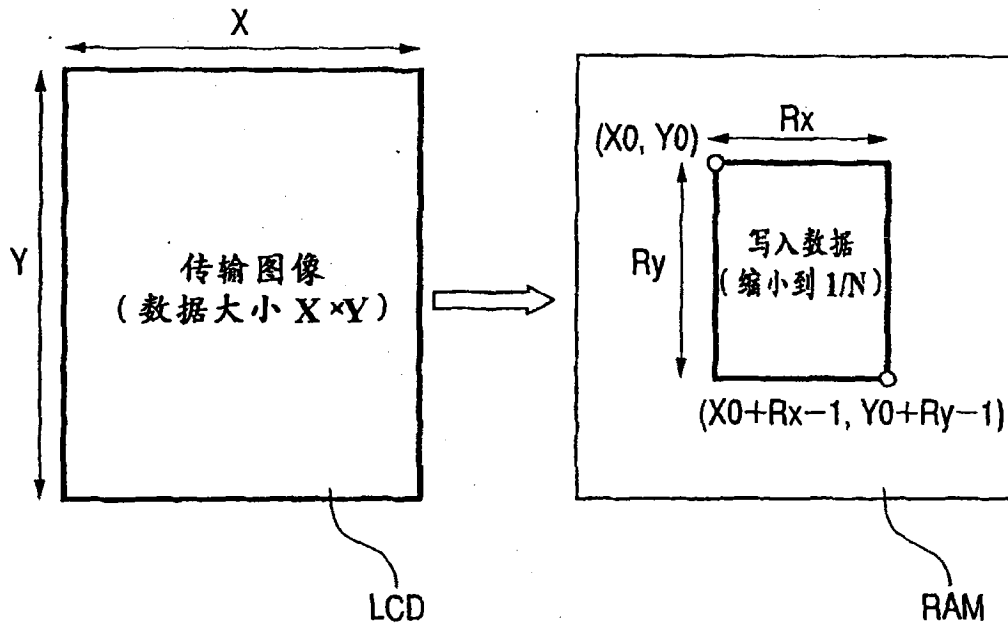 X
Y
传输图像
(数据大小 X×Y)
LCD
(X0, Y0)
Rx
Ry
写入数据
(缩小到 1/N)
(X0+Rx−1, Y0+Ry−1)
RAM